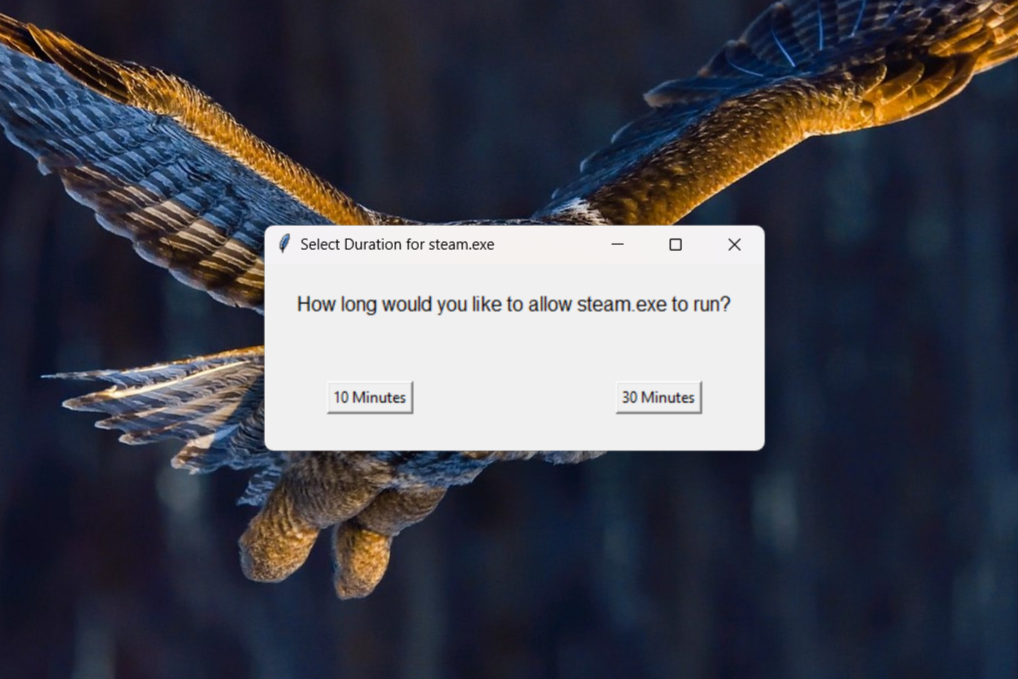 Select Duration for steam.exe
How long would you like to allow steam.exe to run?
10 Minutes
30 Minutes